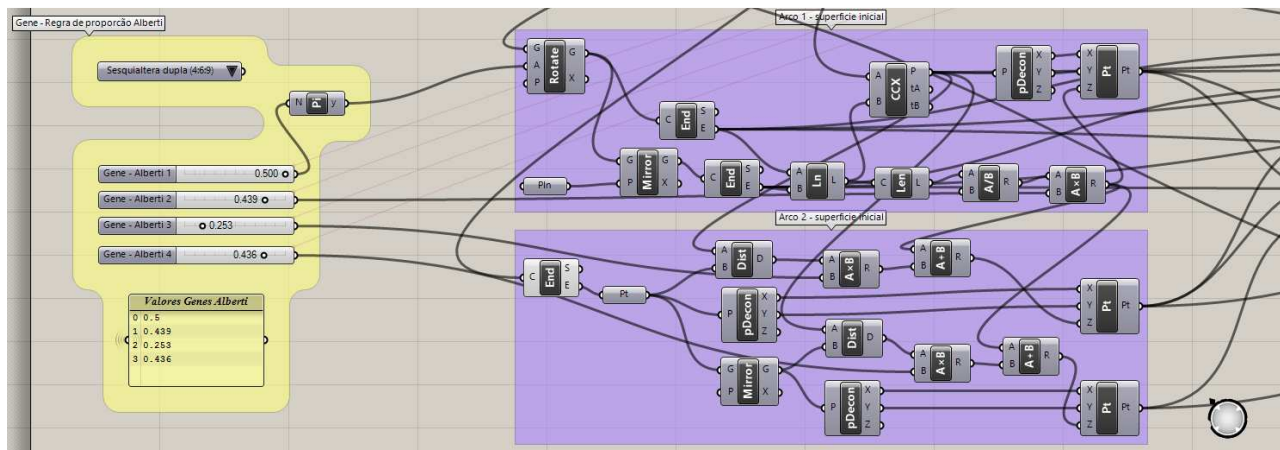 Gene - Regra de proporcão Alberti
Sesquialtera dupla (4:6:9)
N Pi y
Gene - Alberti 1 0.500
Gene - Alberti 2 0.439
Gene - Alberti 3 0.253
Gene - Alberti 4 0.436
Valores Genes Alberti
0 0.5
1 0.439
2 0.253
3 0.436
Arco 1 - superficie inicial
G A P Rotate G X
C End S E
Pln
G P Mirror G X
C End S E
A B Ln L
A B CCX P tA tB
C Len L
A B A/B R
P pDecon X Y Z
X Y Z Pt Pt
A B A×B R
Arco 2 - superficie inicial
C End S E
Pt
A B Dist D
P pDecon X Y Z
G P Mirror G X
A B A×B R
A B Dist D
P pDecon X Y Z
A B A+B R
A B A×B R
A B A+B R
X Y Z Pt Pt
X Y Z Pt Pt